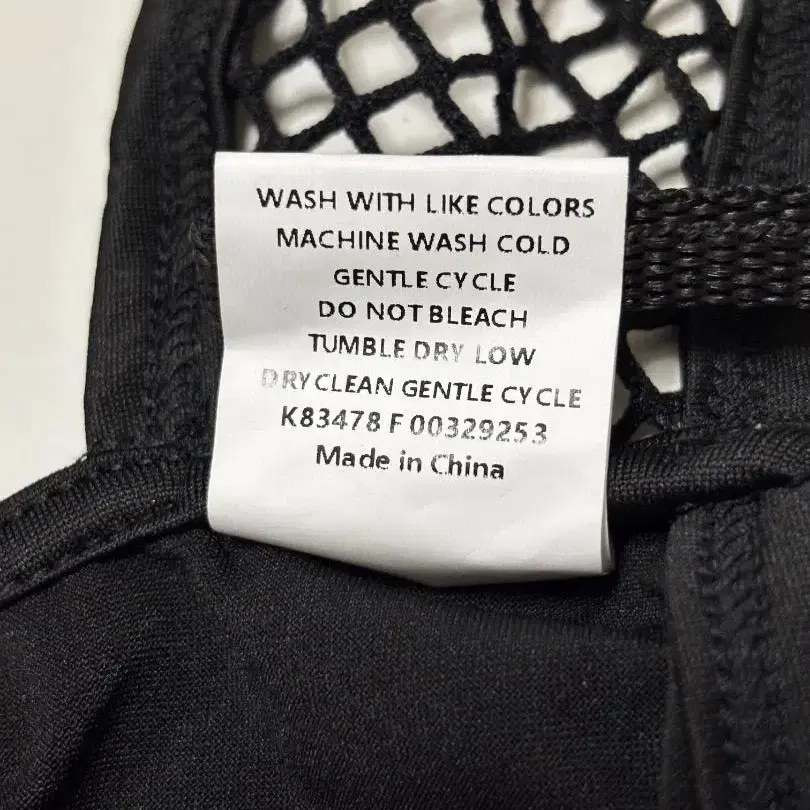 WASH WITH LIKE COLORS
MACHINE WASH COLD
GENTLE CYCLE
DO NOT BLEACH
TUMBLE DRY LOW
DRY CLEAN GENTLE CYCLE
K83478 F 00329253
Made in China